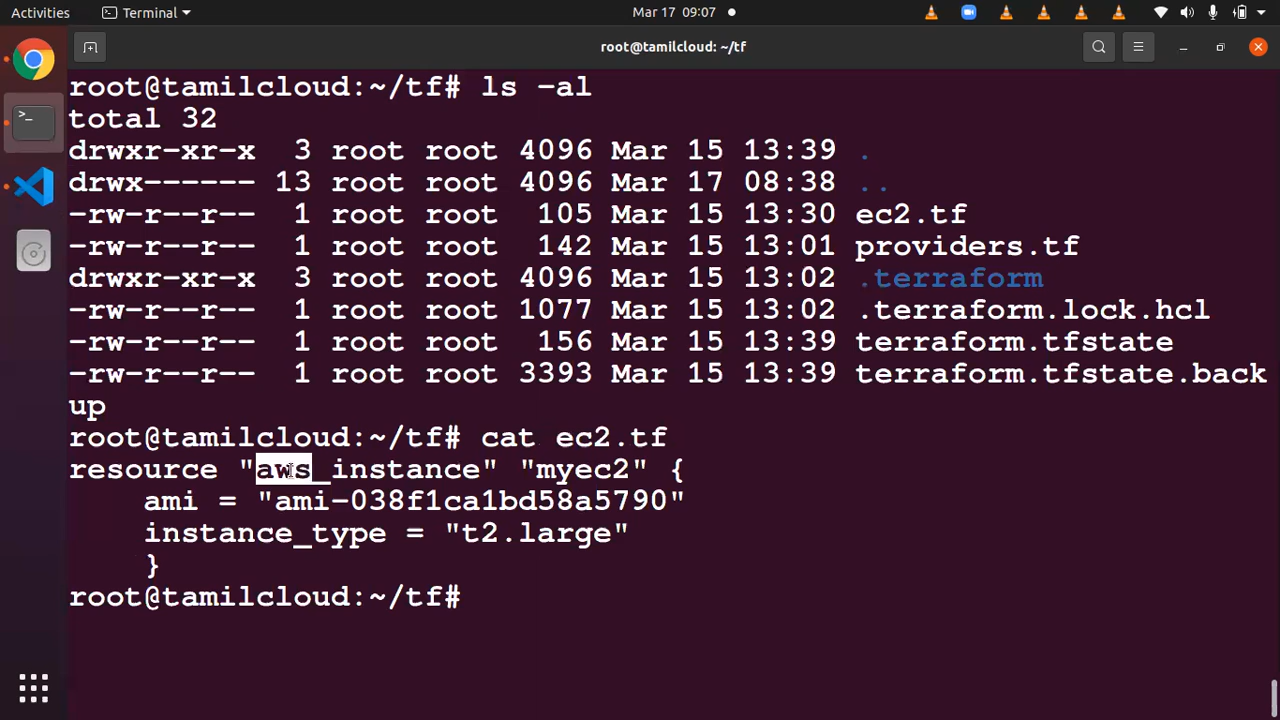 Activities
Terminal
Mar 17 09:07
root@tamilcloud: ~/tf
root@tamilcloud:~/tf# ls -al
total 32
drwxr-xr-x 3 root root 4096 Mar 15 13:39 .
drwx------ 13 root root 4096 Mar 17 08:38 ..
-rw-r--r-- 1 root root 105 Mar 15 13:30 ec2.tf
-rw-r--r-- 1 root root 142 Mar 15 13:01 providers.tf
drwxr-xr-x 3 root root 4096 Mar 15 13:02 .terraform
-rw-r--r-- 1 root root 1077 Mar 15 13:02 .terraform.lock.hcl
-rw-r--r-- 1 root root 156 Mar 15 13:39 terraform.tfstate
-rw-r--r-- 1 root root 3393 Mar 15 13:39 terraform.tfstate.back
up
root@tamilcloud:~/tf# cat ec2.tf
resource "aws_instance" "myec2" {
    ami = "ami-038f1ca1bd58a5790"
    instance_type = "t2.large"
    }
root@tamilcloud:~/tf#